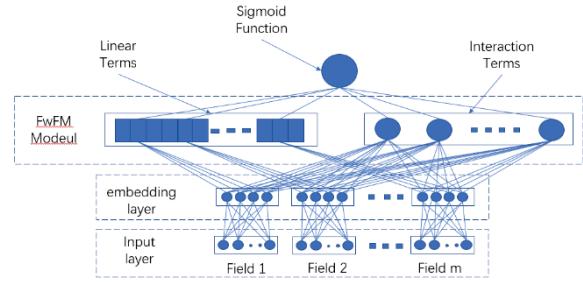 Sigmoid
Function
Linear
Terms
Interaction
Terms
FwFM
Modeul
embedding
layer
Input
layer
Field 1
Field 2
Field m